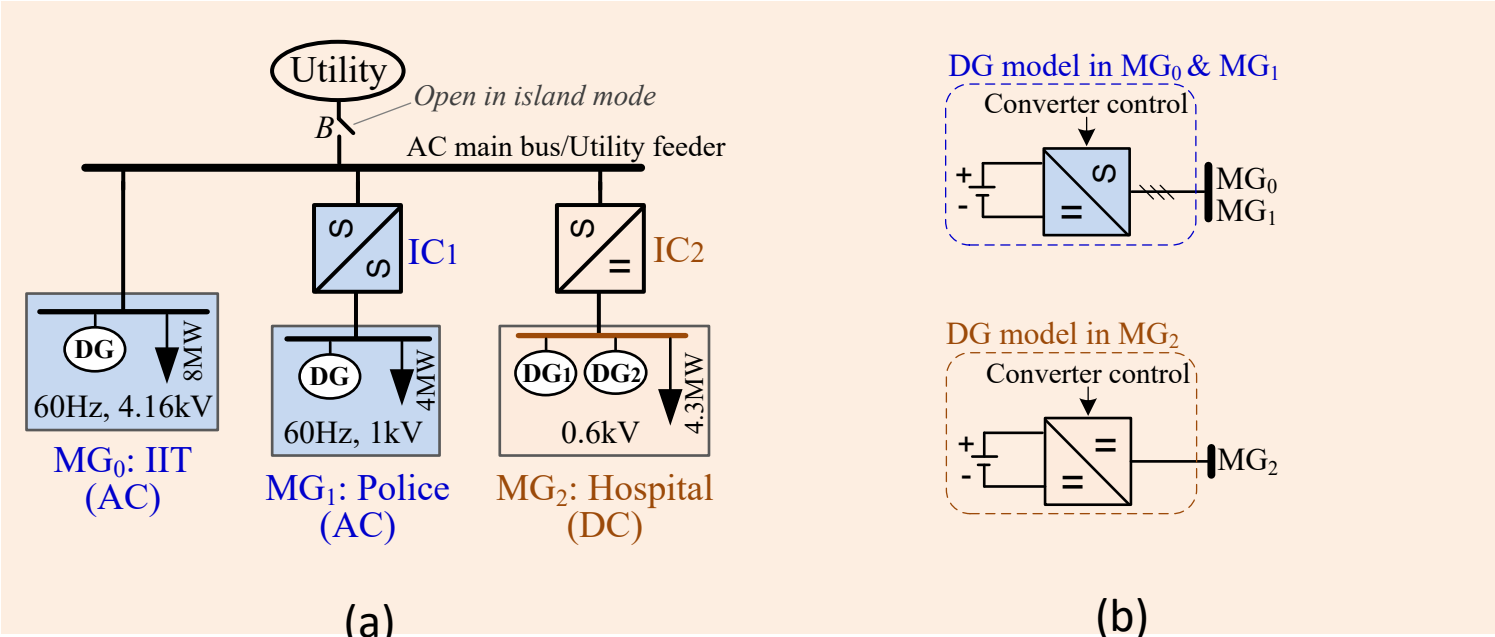 Utility
Open in island mode
B
AC main bus/Utility feeder
IC1
IC2
DG
8MW
60Hz, 4.16kV
MG0: IIT
(AC)
DG
4MW
60Hz, 1kV
MG1: Police
(AC)
DG1
DG2
4.3MW
0.6kV
MG2: Hospital
(DC)
(a)
DG model in MG0 & MG1
Converter control
+
-
MG0
MG1
DG model in MG2
Converter control
+
-
MG2
(b)